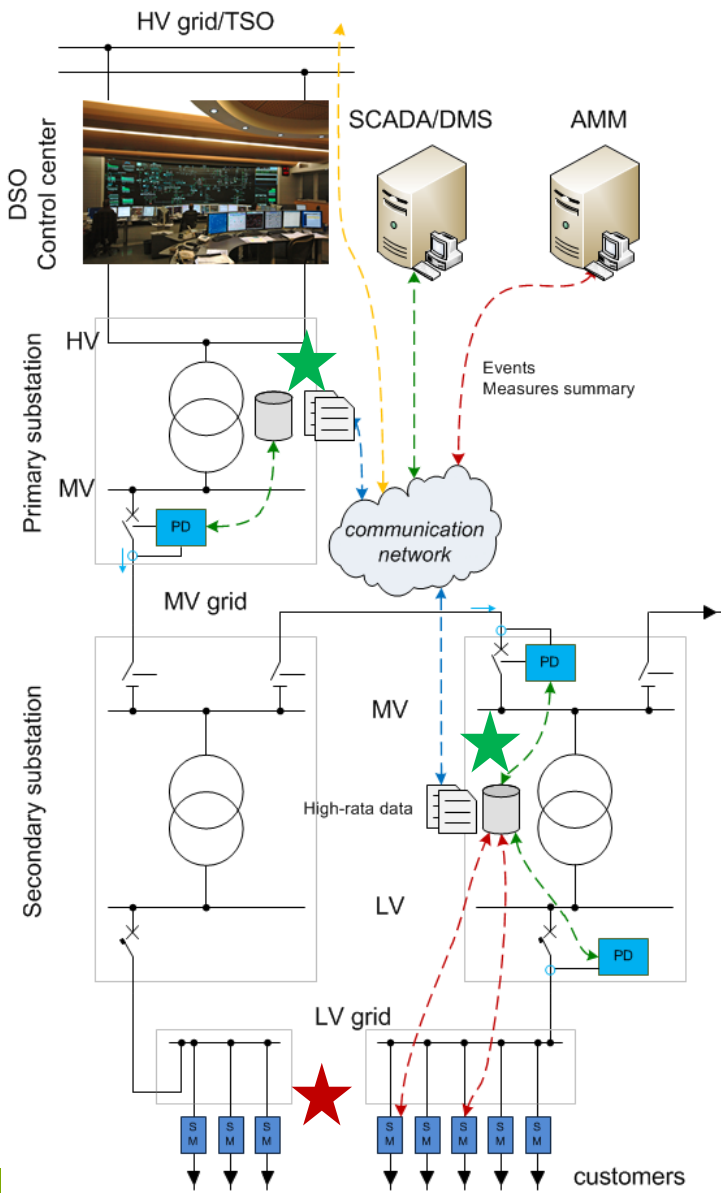 HV grid/TSO
DSO
Control center
SCADA/DMS
AMM
Primary substation
HV
Events
Measures summary
MV
PD
communication
network
MV grid
Secondary substation
PD
MV
High-rata data
LV
PD
LV grid
S
M
S
M
S
M
S
M
S
M
S
M
S
M
S
M
customers